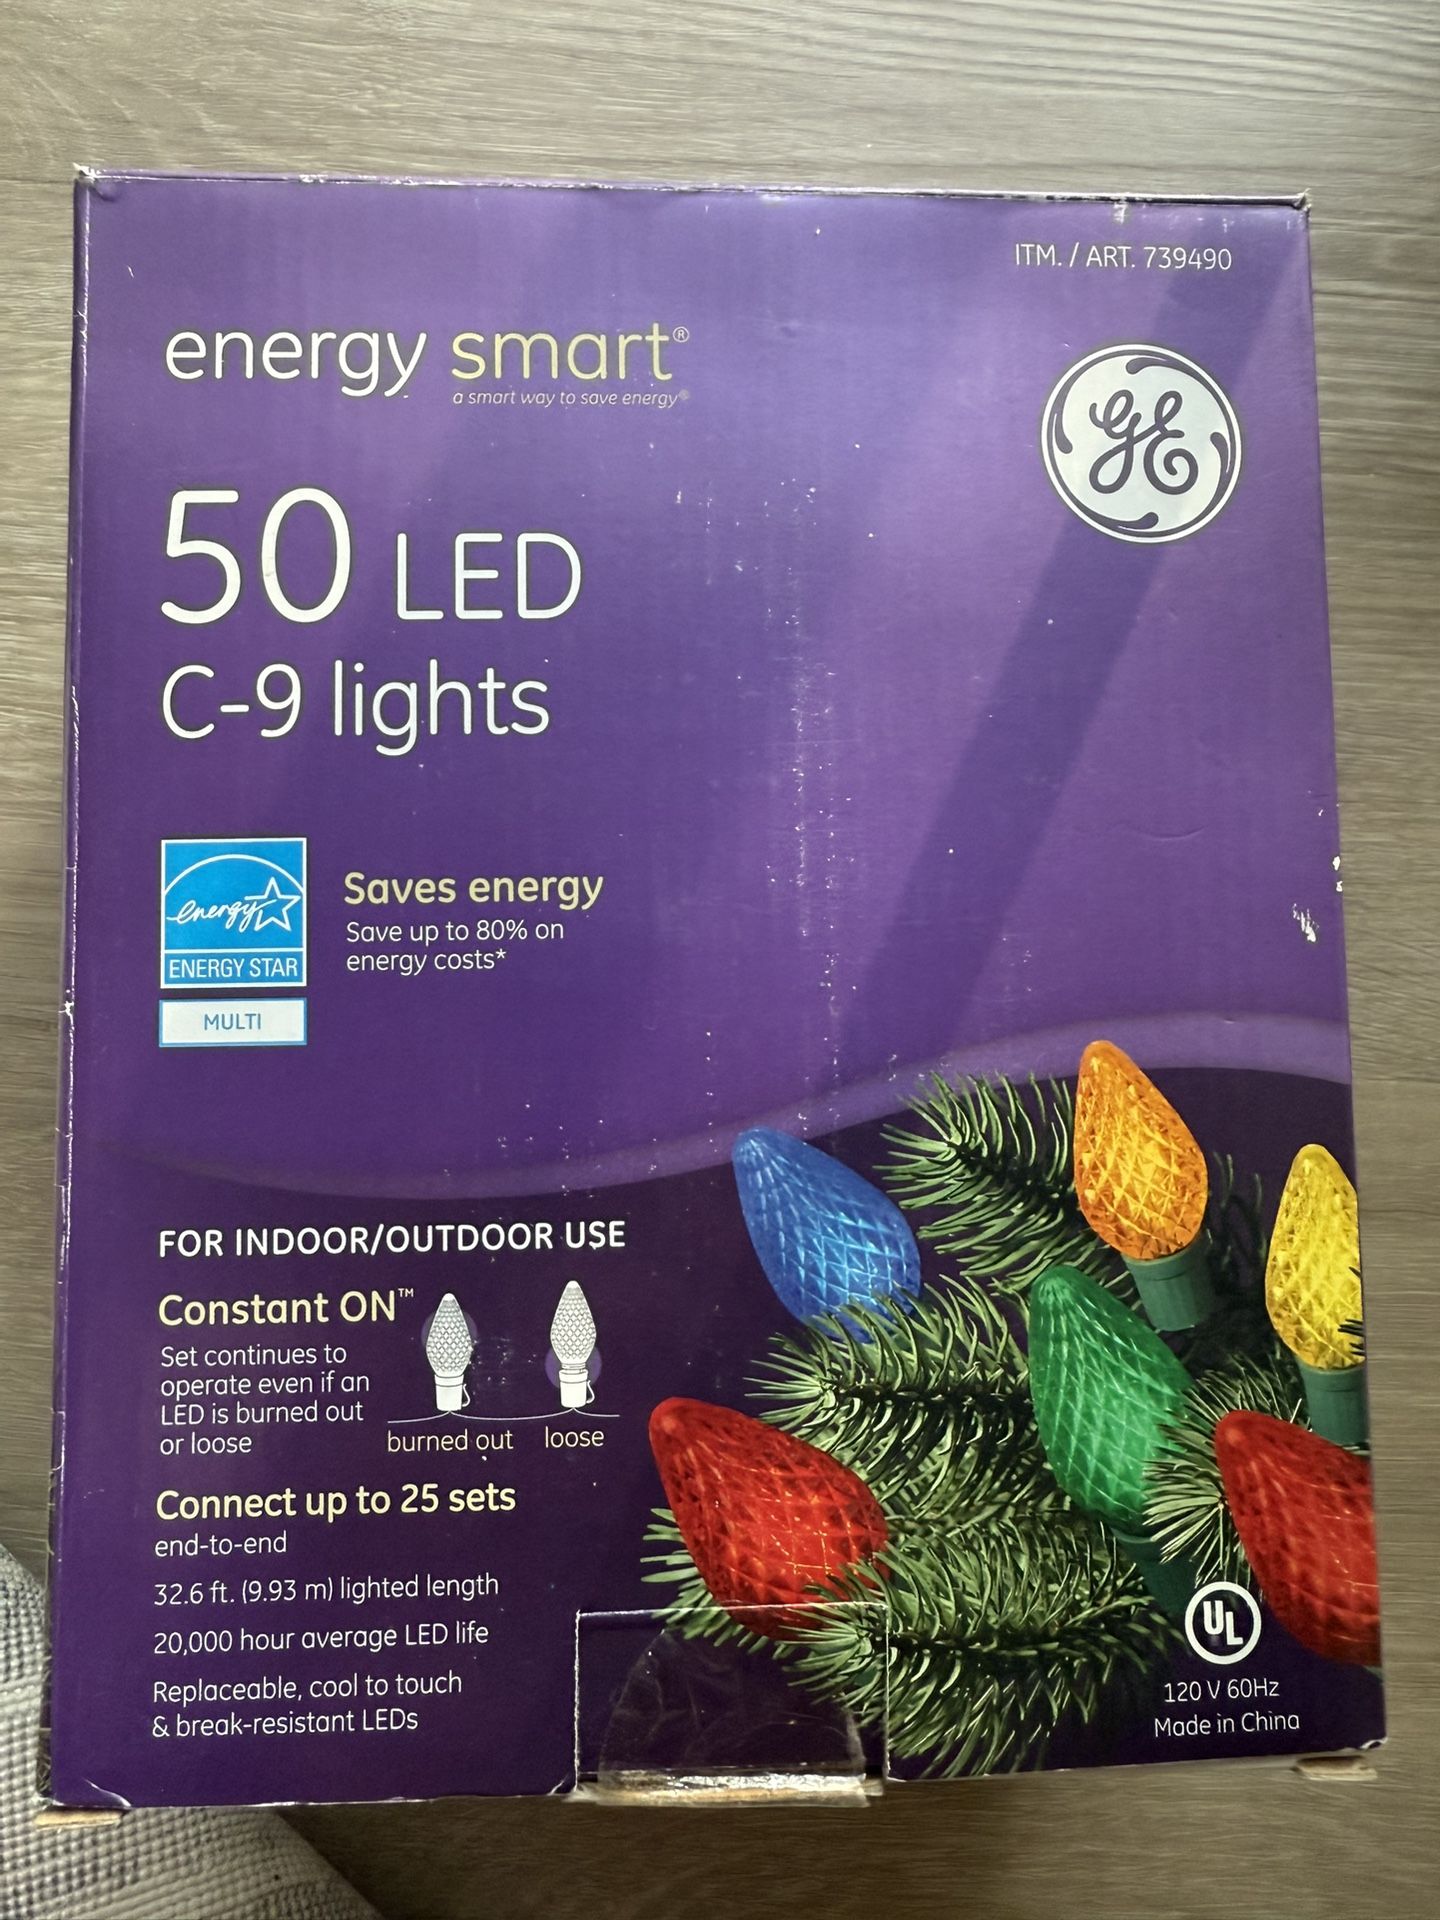 ITM. / ART. 739490
energy smart®
a smart way to save energy®
GE
50 LED
C-9 lights
energy
ENERGY STAR
MULTI
Saves energy
Save up to 80% on
energy costs*
FOR INDOOR/OUTDOOR USE
Constant ON™
Set continues to
operate even if an
LED is burned out
or loose
burned out loose
Connect up to 25 sets
end-to-end
32.6 ft. (9.93 m) lighted length
20,000 hour average LED life
Replaceable, cool to touch
& break-resistant LEDs
UL
120 V 60Hz
Made in China